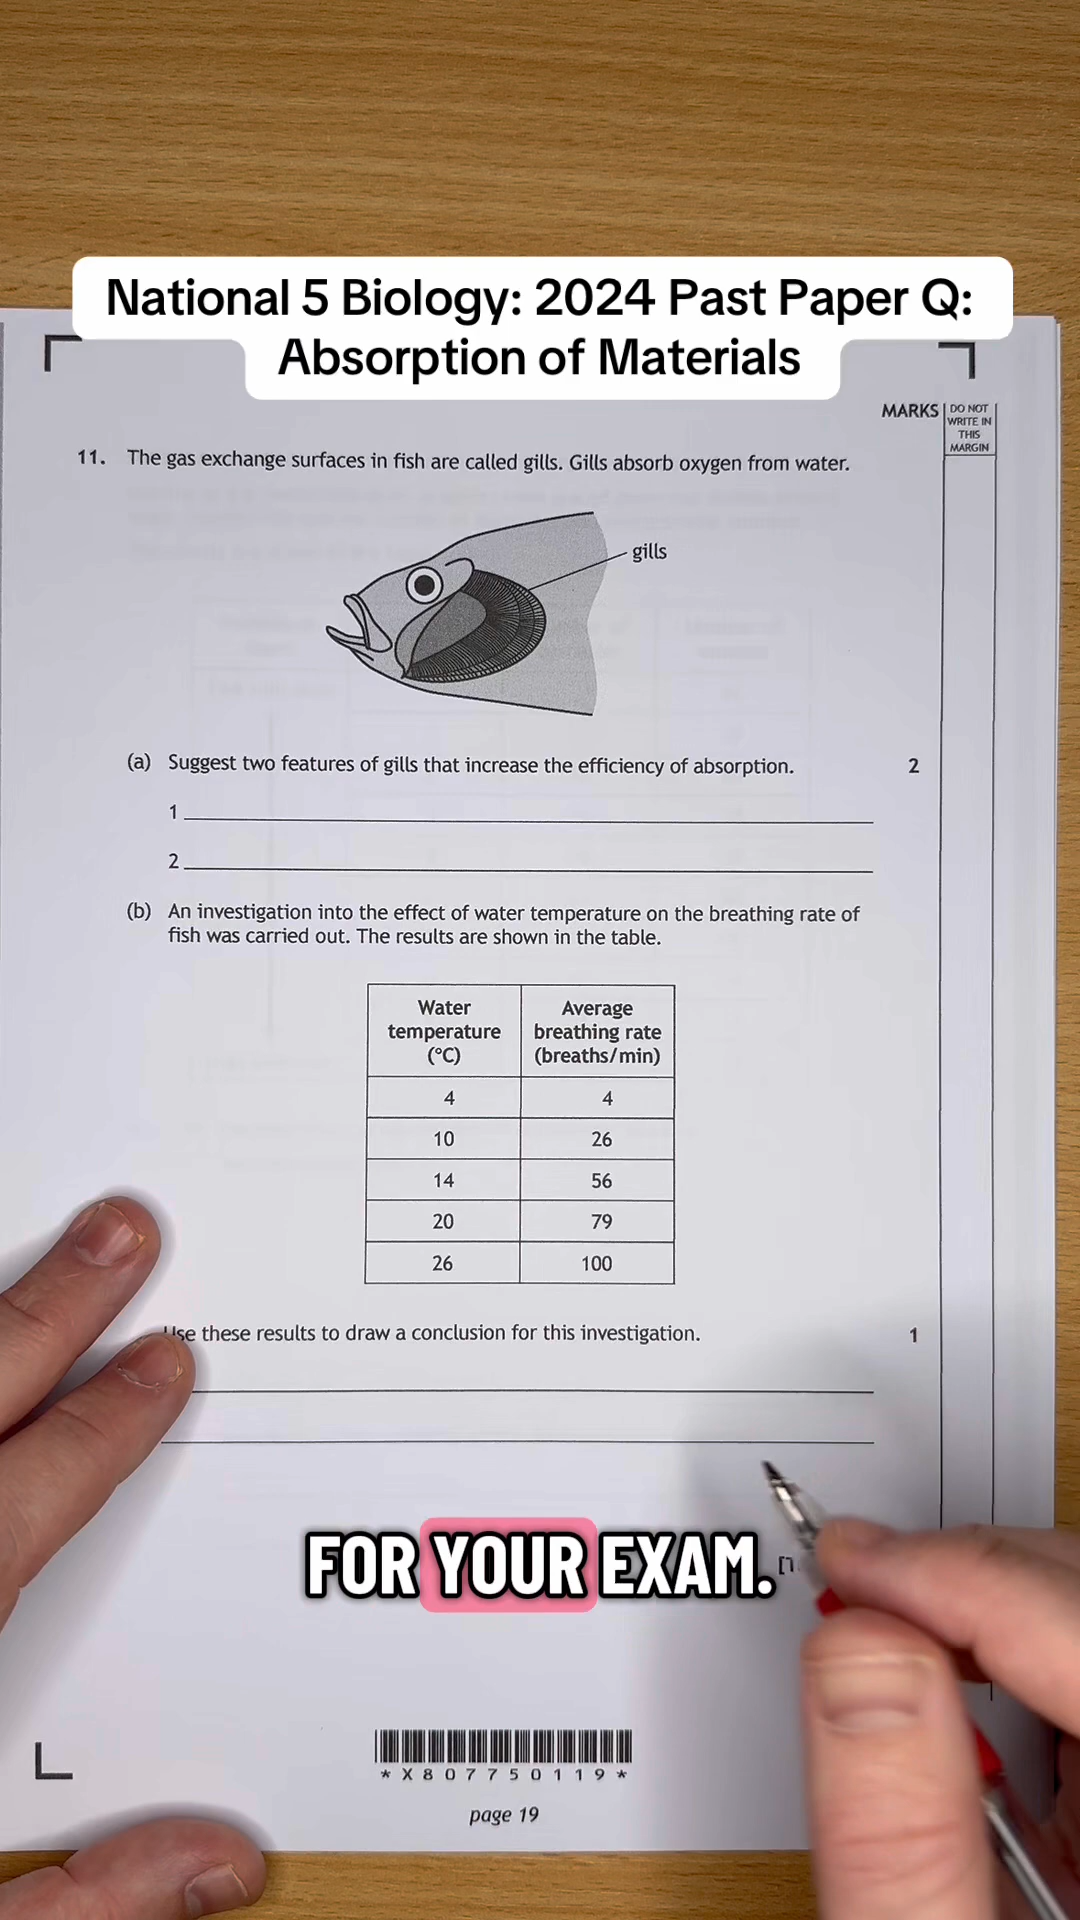 National 5 Biology: 2024 Past Paper Q:
Absorption of Materials
MARKS
DO NOT
WRITE IN
THIS
MARGIN
11. The gas exchange surfaces in fish are called gills. Gills absorb oxygen from water.
gills
(a) Suggest two features of gills that increase the efficiency of absorption. 2
1
2
(b) An investigation into the effect of water temperature on the breathing rate of
fish was carried out. The results are shown in the table.
Water temperature (°C) Average breathing rate (breaths/min)
4 4
10 26
14 56
20 79
26 100
Use these results to draw a conclusion for this investigation. 1
FOR YOUR EXAM.
* X 8 0 7 7 5 0 1 1 9 *
page 19